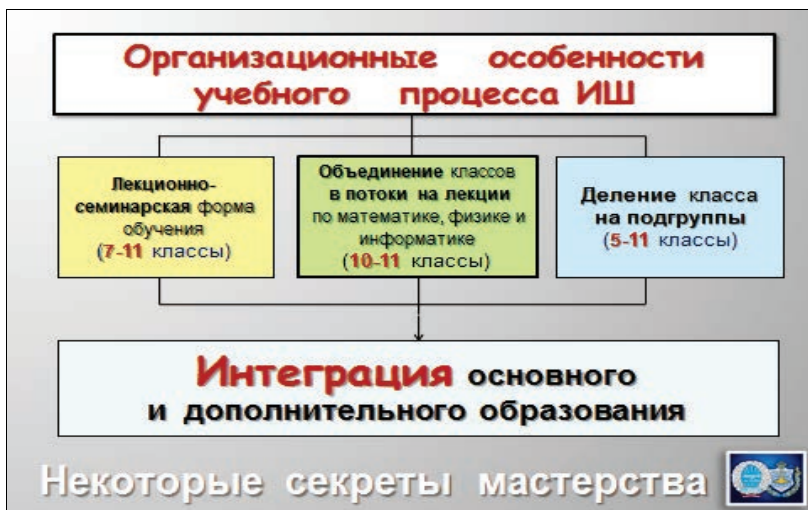 Организационные особенности
учебного процесса ИШ
Лекционно-
семинарская форма
обучения
(7-11 классы)
Объединение классов
в потоки на лекции
по математике, физике и
информатике
(10-11 классы)
Деление класса
на подгруппы
(5-11 классы)
Интеграция основного
и дополнительного образования
Некоторые секреты мастерства